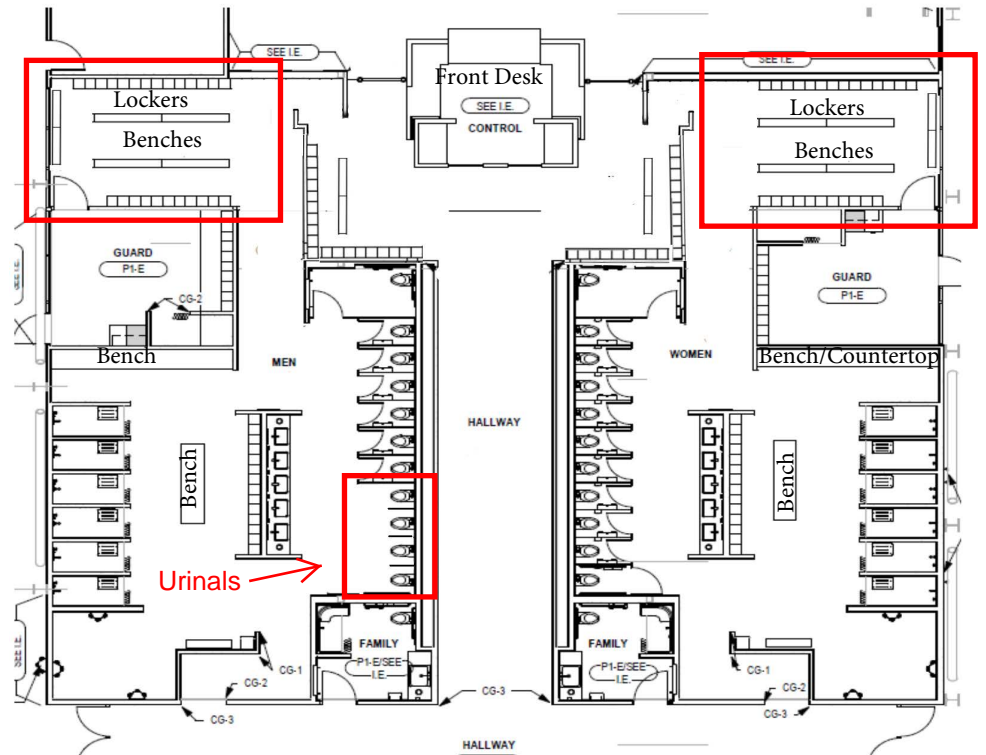 SEE I.E.
Front Desk
SEE I.E.
SEE I.E.
CONTROL
Lockers
Benches
Lockers
Benches
GUARD
P1-E
CG-2
GUARD
P1-E
SEE I.E.
Bench
MEN
WOMEN
Bench/Countertop
HALLWAY
Bench
Bench
Urinals
SEE I.E.
FAMILY
P1-E/SEE
I.E.
FAMILY
P1-E/SEE
I.E.
CG-1
CG-2
CG-3
CG-3
CG-1
CG-2
CG-3
HALLWAY